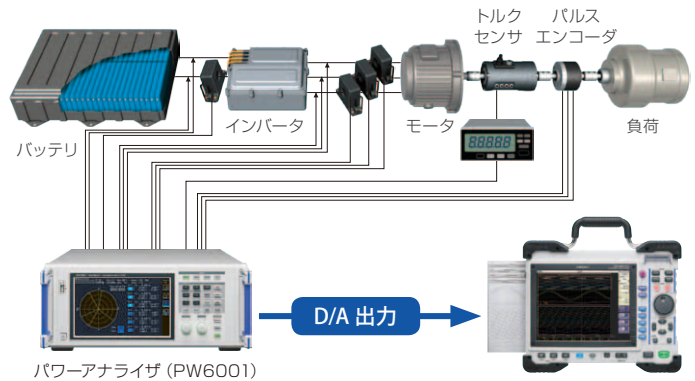 トルク
センサ
パルス
エンコーダ
バッテリ
インバータ
モータ
負荷
D/A 出力
パワーアナライザ (PW6001)